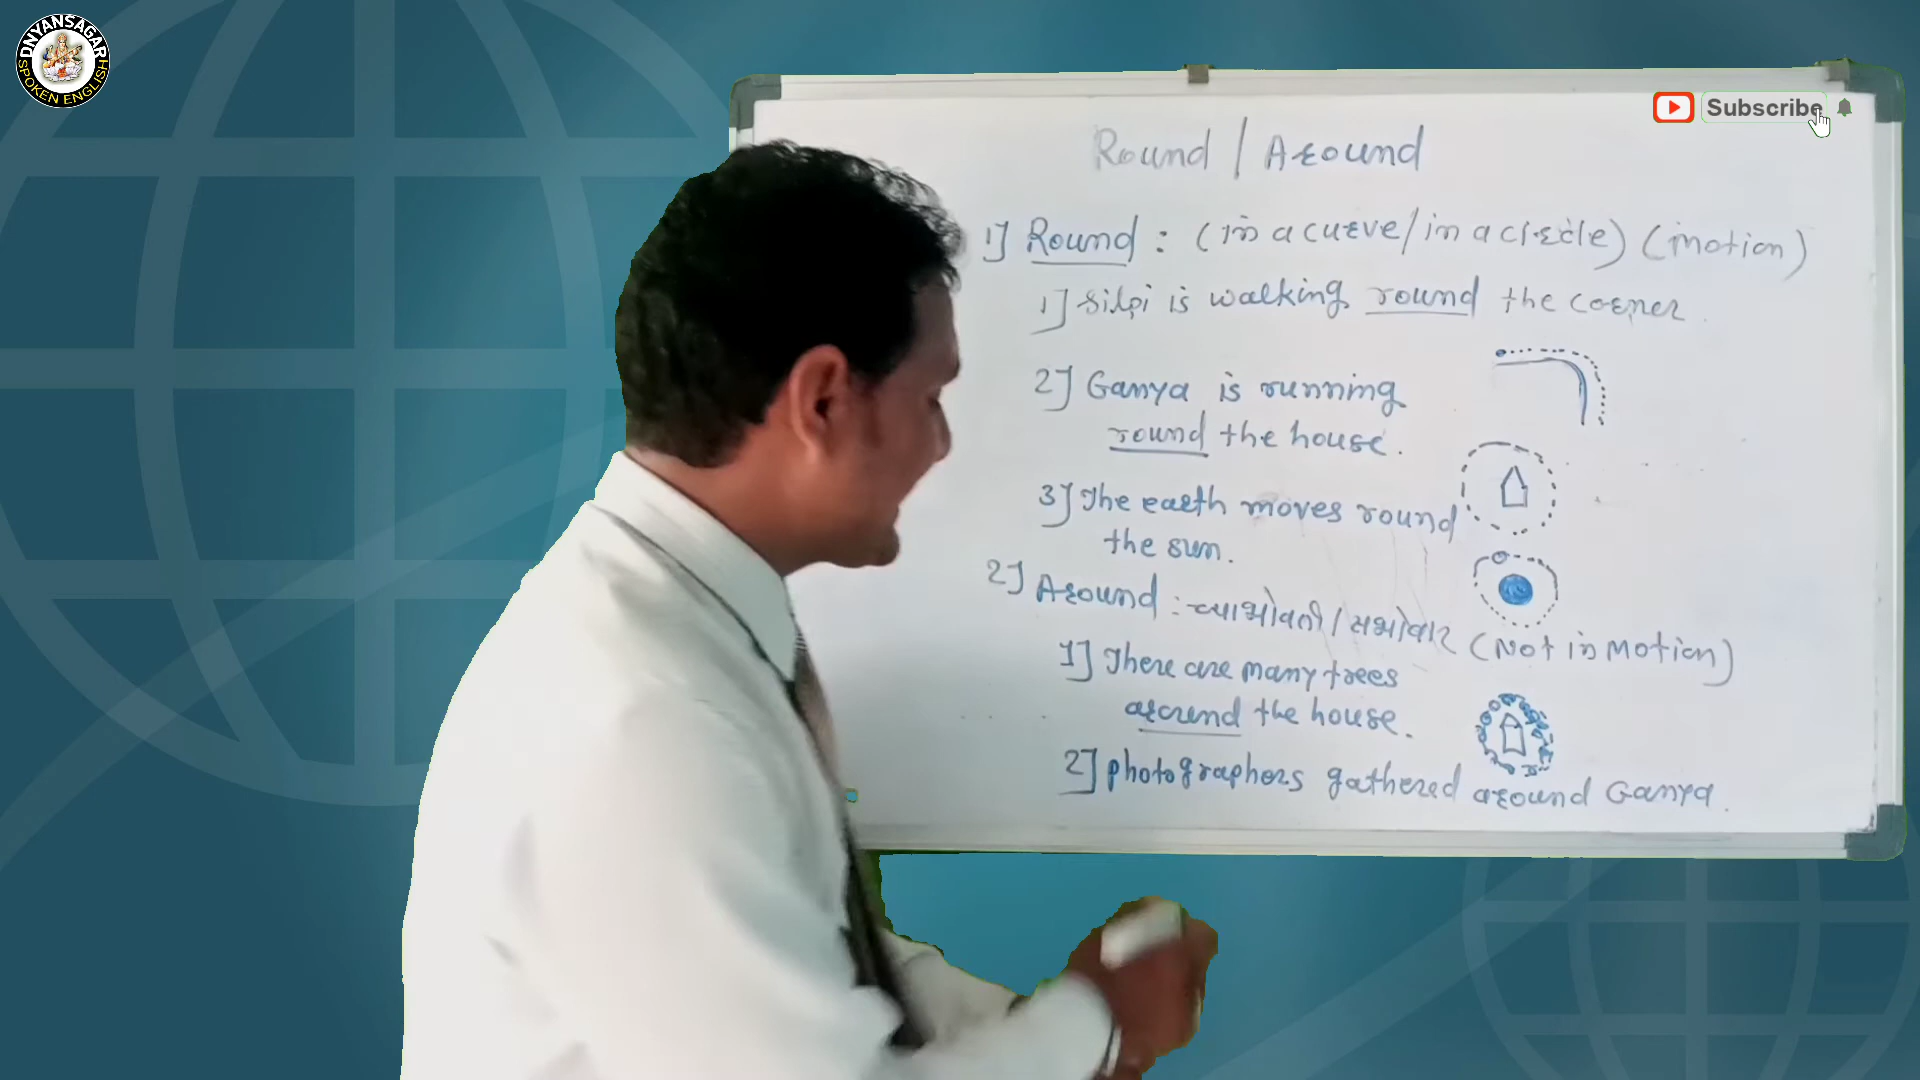 DNYANSAGAR
SPOKEN ENGLISH
Subscribe
Round / Around
1] Round : (in a curve/in a circle) (motion)
1] Silpi is walking round the corner.
2] Ganya is running
round the house.
3] The earth moves round
the sun.
2] Around : च्याभोवती / सभोवार (Not in Motion)
1] There are many trees
around the house.
2] photographers gathered around Ganya.